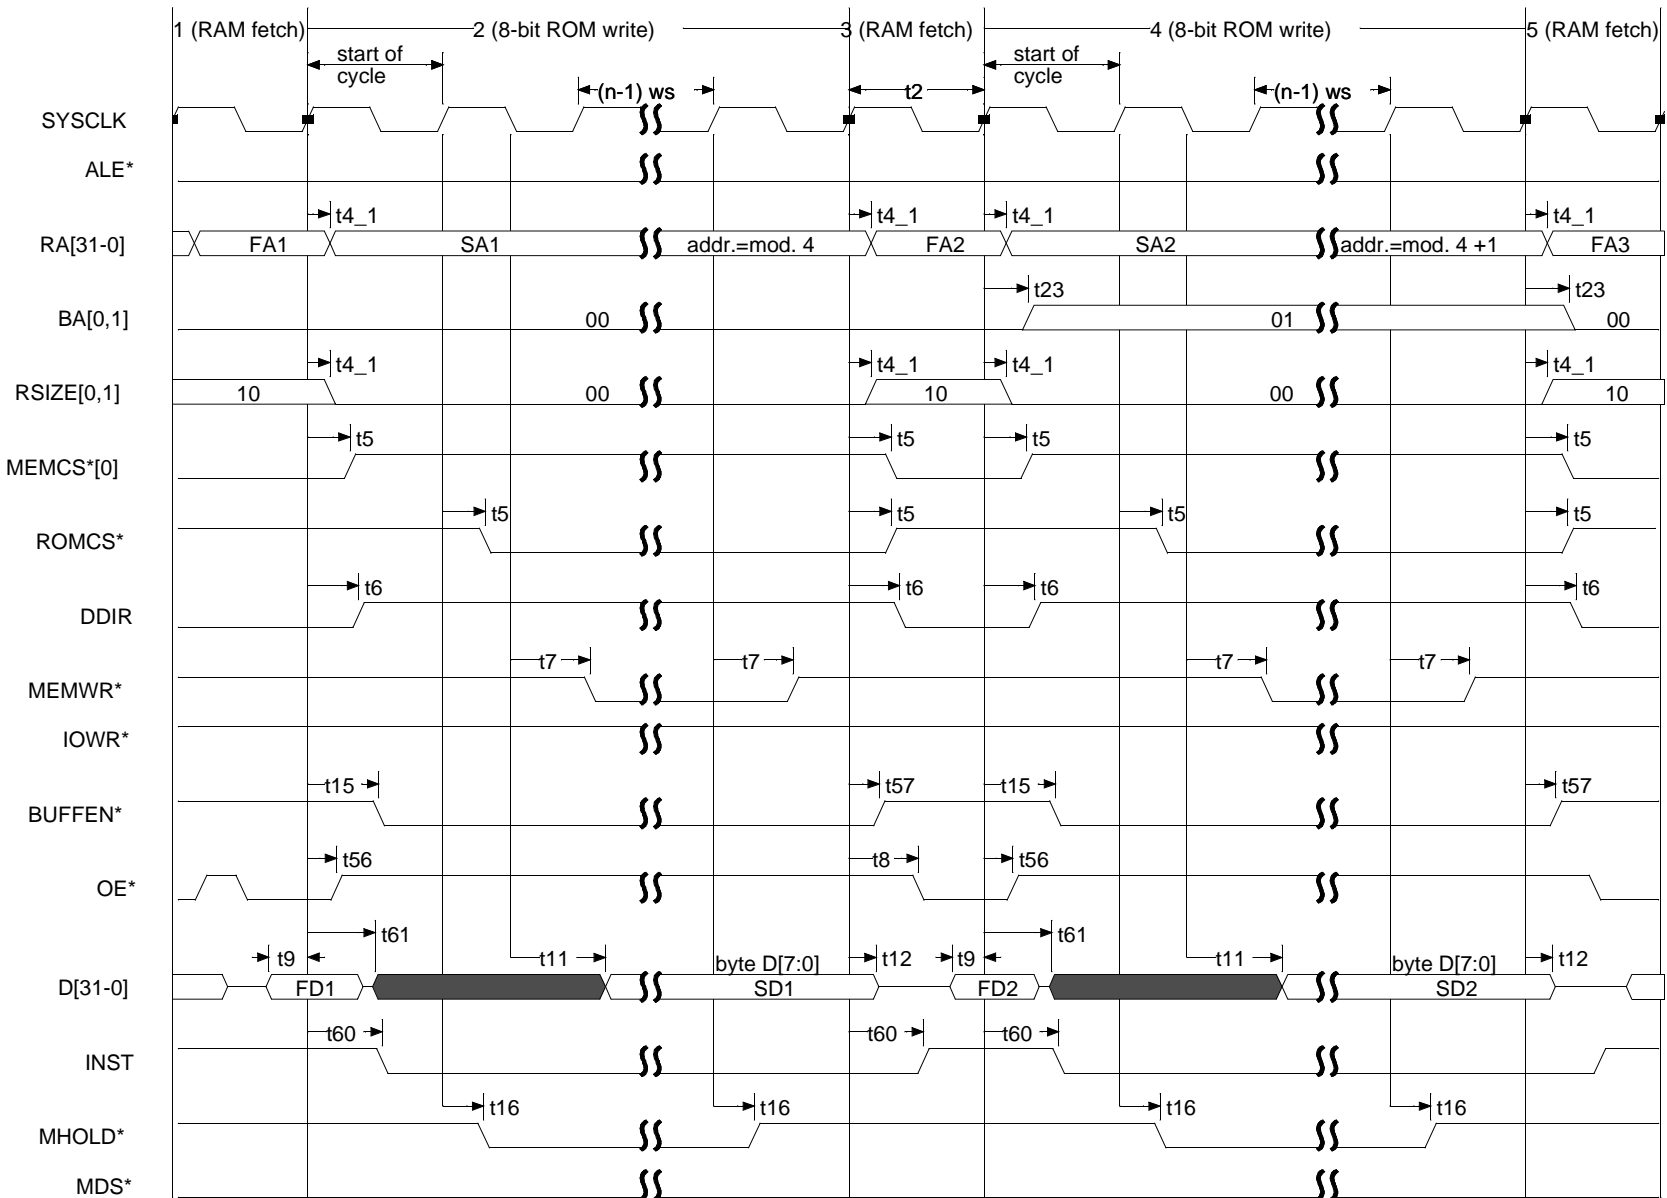 1 (RAM fetch) 2 (8-bit ROM write) 3 (RAM fetch) 4 (8-bit ROM write) 5 (RAM fetch)
start of cycle start of cycle
(n-1) ws t2 (n-1) ws
SYSCLK
ALE*
t4_1 t4_1 t4_1 t4_1
RA[31-0] FA1 SA1 addr.=mod. 4 FA2 SA2 addr.=mod. 4 +1 FA3
t23 t23
BA[0,1] 00 01 00
t4_1 t4_1 t4_1 t4_1
RSIZE[0,1] 10 00 10 00 10
t5 t5 t5 t5
MEMCS*[0]
t5 t5 t5 t5
ROMCS*
t6 t6 t6 t6
DDIR
t7 t7 t7 t7
MEMWR*
IOWR*
t15 t57 t15 t57
BUFFEN*
t56 t8 t56
OE*
t61 t61
t9 t11 byte D[7:0] t12 t9 t11 byte D[7:0] t12
D[31-0] FD1 SD1 FD2 SD2
t60 t60 t60
INST
t16 t16 t16 t16
MHOLD*
MDS*